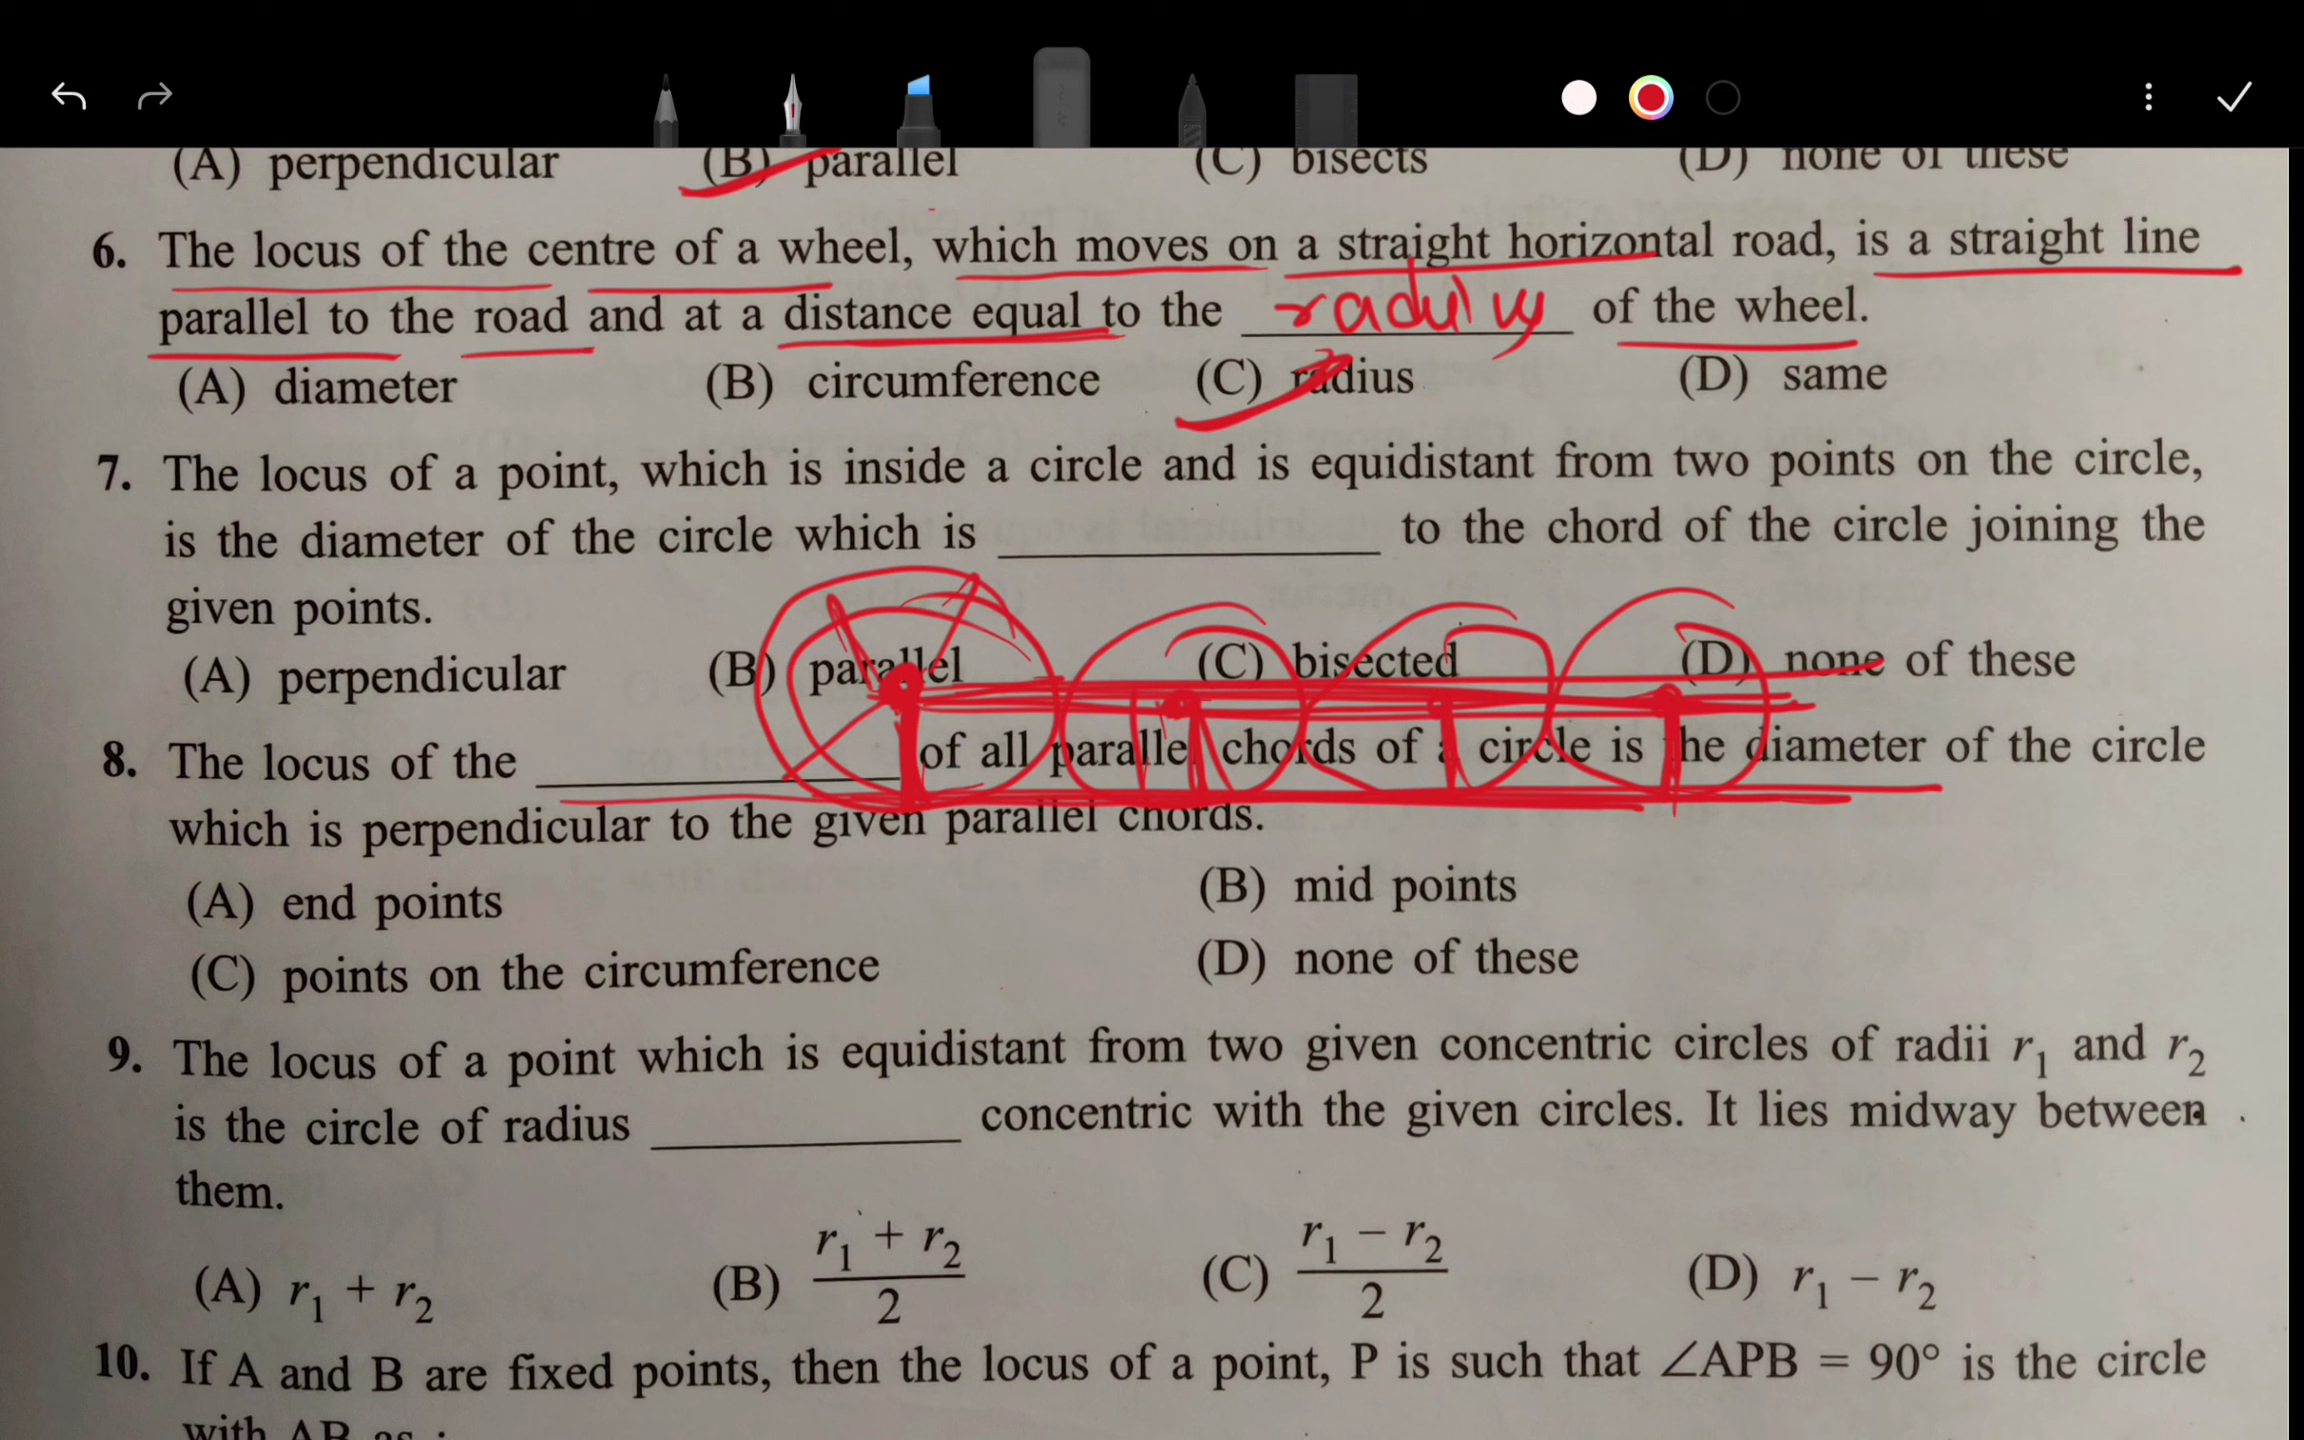 (A) perpendicular (B) parallel (C) bisects (D) none of these
6. The locus of the centre of a wheel, which moves on a straight horizontal road, is a straight line
parallel to the road and at a distance equal to the radius of the wheel.
(A) diameter (B) circumference (C) radius (D) same
7. The locus of a point, which is inside a circle and is equidistant from two points on the circle,
is the diameter of the circle which is ____________ to the chord of the circle joining the
given points.
(A) perpendicular (B) parallel (C) bisected (D) none of these
8. The locus of the ____________ of all parallel chords of a circle is the diameter of the circle
which is perpendicular to the given parallel chords.
(A) end points (B) mid points
(C) points on the circumference (D) none of these
9. The locus of a point which is equidistant from two given concentric circles of radii r₁ and r₂
is the circle of radius ____________ concentric with the given circles. It lies midway between
them.
(A) r₁ + r₂ (B) (r₁ + r₂)/2 (C) (r₁ − r₂)/2 (D) r₁ − r₂
10. If A and B are fixed points, then the locus of a point, P is such that ∠APB = 90° is the circle
with AB as :